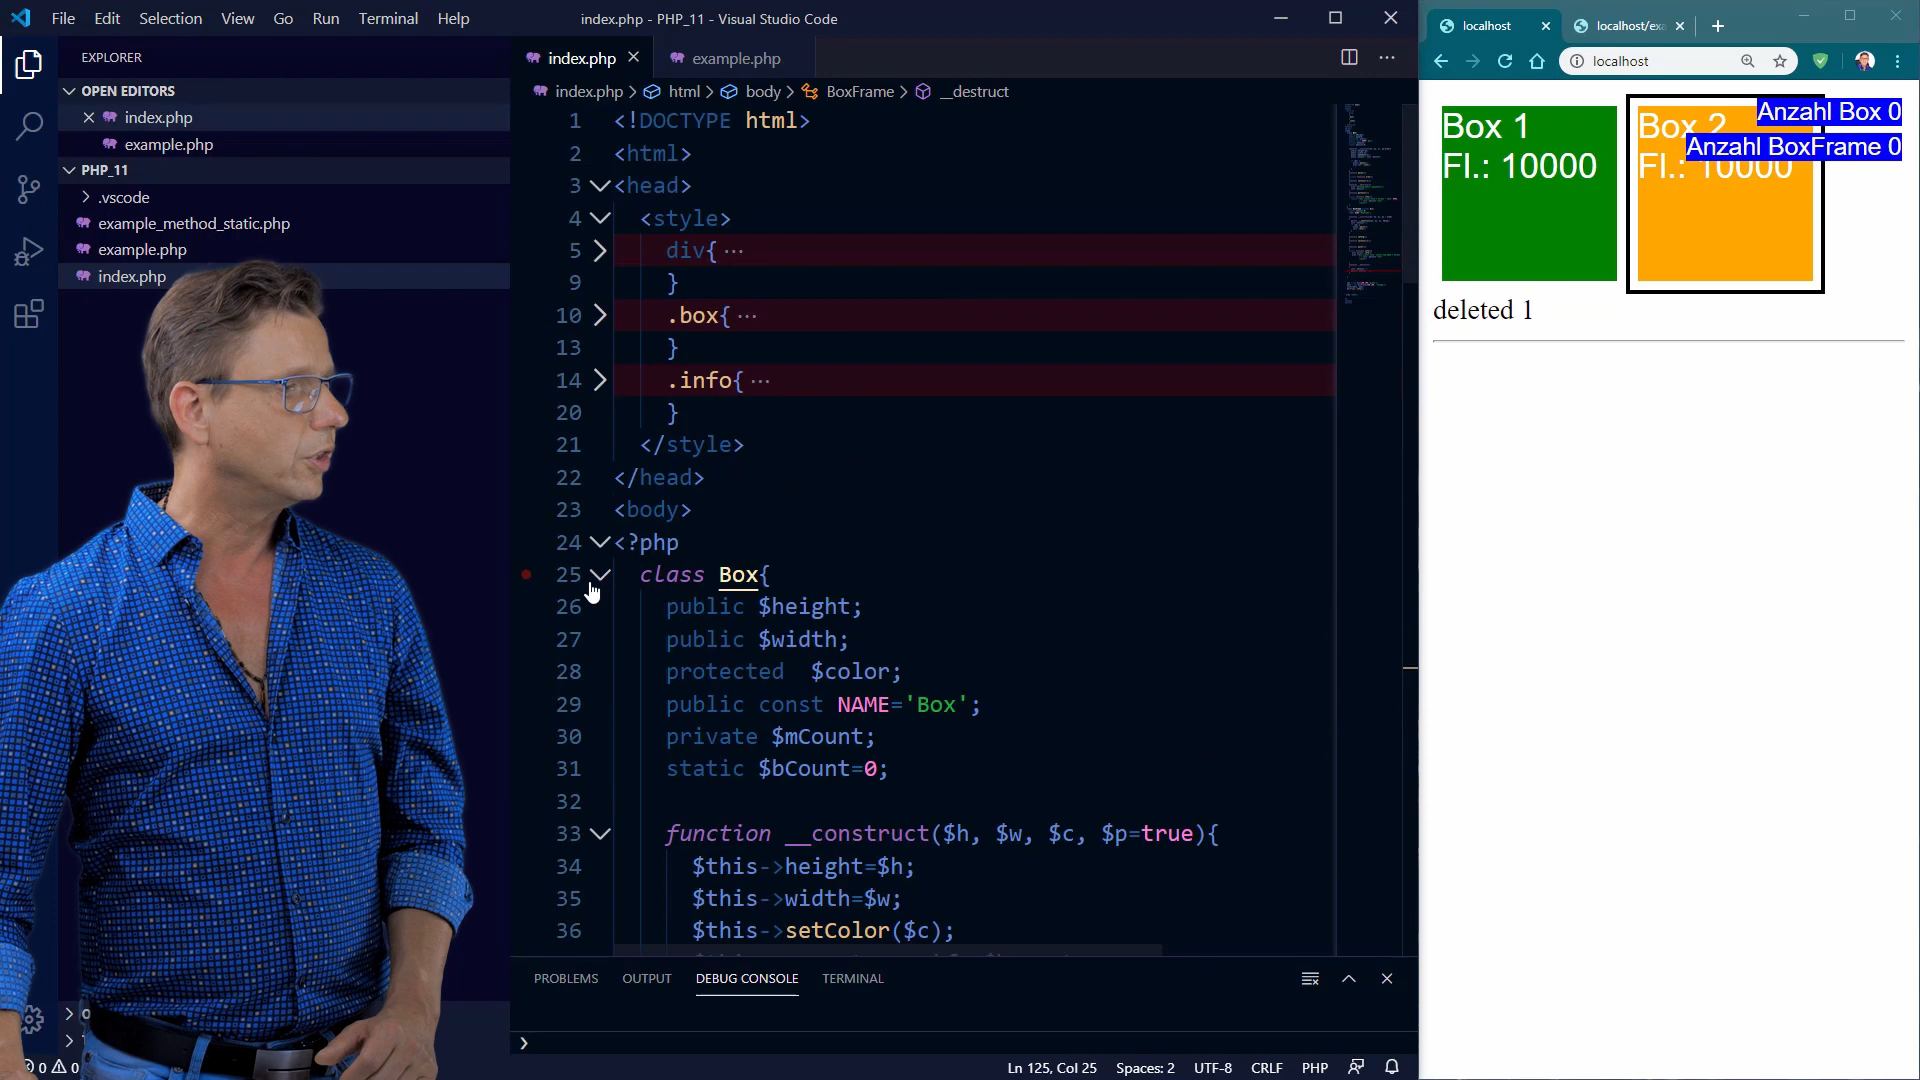 File Edit Selection View Go Run Terminal Help
index.php - PHP_11 - Visual Studio Code
EXPLORER
OPEN EDITORS
index.php
example.php
PHP_11
.vscode
example_method_static.php
example.php
index.php
index.php
example.php
index.php > html > body > BoxFrame > __destruct
1 <!DOCTYPE html>
2 <html>
3 <head>
4 <style>
5 div{ ...
9 }
10 .box{ ...
13 }
14 .info{ ...
20 }
21 </style>
22 </head>
23 <body>
24 <?php
25 class Box{
26 public $height;
27 public $width;
28 protected  $color;
29 public const NAME='Box';
30 private $mCount;
31 static $bCount=0;
32
33 function __construct($h, $w, $c, $p=true){
34 $this->height=$h;
35 $this->width=$w;
36 $this->setColor($c);
PROBLEMS OUTPUT DEBUG CONSOLE TERMINAL
0 0
Ln 125, Col 25 Spaces: 2 UTF-8 CRLF PHP
localhost
localhost/exa
localhost
Box 1
Fl.: 10000
Box 2
Fl.: 10000
Anzahl Box 0
Anzahl BoxFrame 0
deleted 1